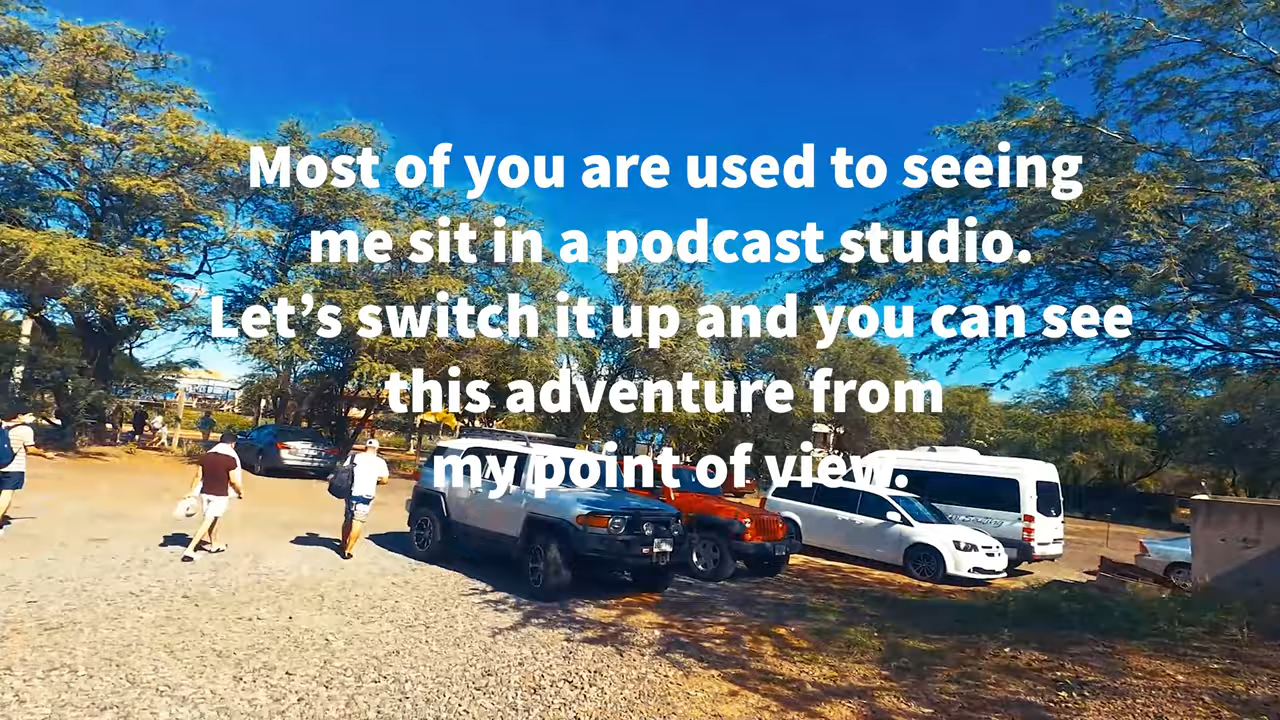 Most of you are used to seeing
me sit in a podcast studio.
Let’s switch it up and you can see
this adventure from
my point of view.